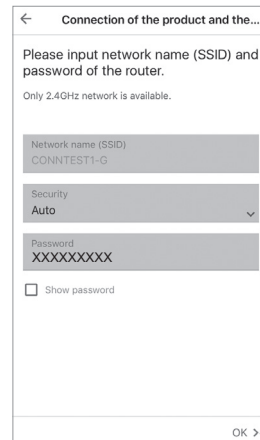 Connection of the product and the...
Please input network name (SSID) and
password of the router.
Only 2.4GHz network is available.
Network name (SSID)
CONNTEST1-G
Security
Auto
Password
XXXXXXXXX
Show password
OK